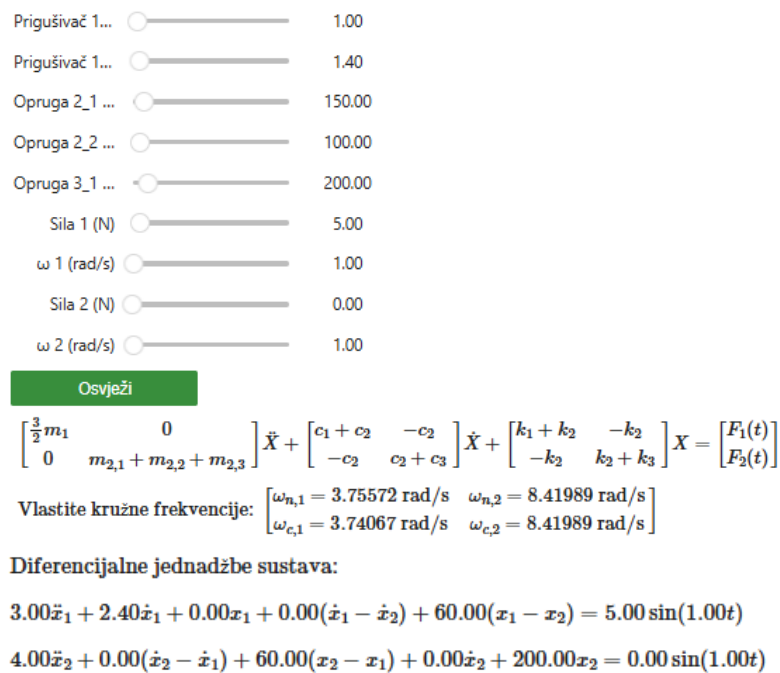 Prigušivač 1... 1.00
Prigušivač 1... 1.40
Opruga 2_1 ... 150.00
Opruga 2_2 ... 100.00
Opruga 3_1 ... 200.00
Sila 1 (N) 5.00
ω 1 (rad/s) 1.00
Sila 2 (N) 0.00
ω 2 (rad/s) 1.00
Osvježi
[3/2 m₁ 0; 0 m₂,₁ + m₂,₂ + m₂,₃] Ẍ + [c₁ + c₂ −c₂; −c₂ c₂ + c₃] Ẋ + [k₁ + k₂ −k₂; −k₂ k₂ + k₃] X = [F₁(t); F₂(t)]
Vlastite kružne frekvencije: [ωn,1 = 3.75572 rad/s ωn,2 = 8.41989 rad/s; ωc,1 = 3.74067 rad/s ωc,2 = 8.41989 rad/s]
Diferencijalne jednadžbe sustava:
3.00ẍ₁ + 2.40ẋ₁ + 0.00x₁ + 0.00(ẋ₁ − ẋ₂) + 60.00(x₁ − x₂) = 5.00 sin(1.00t)
4.00ẍ₂ + 0.00(ẋ₂ − ẋ₁) + 60.00(x₂ − x₁) + 0.00ẋ₂ + 200.00x₂ = 0.00 sin(1.00t)